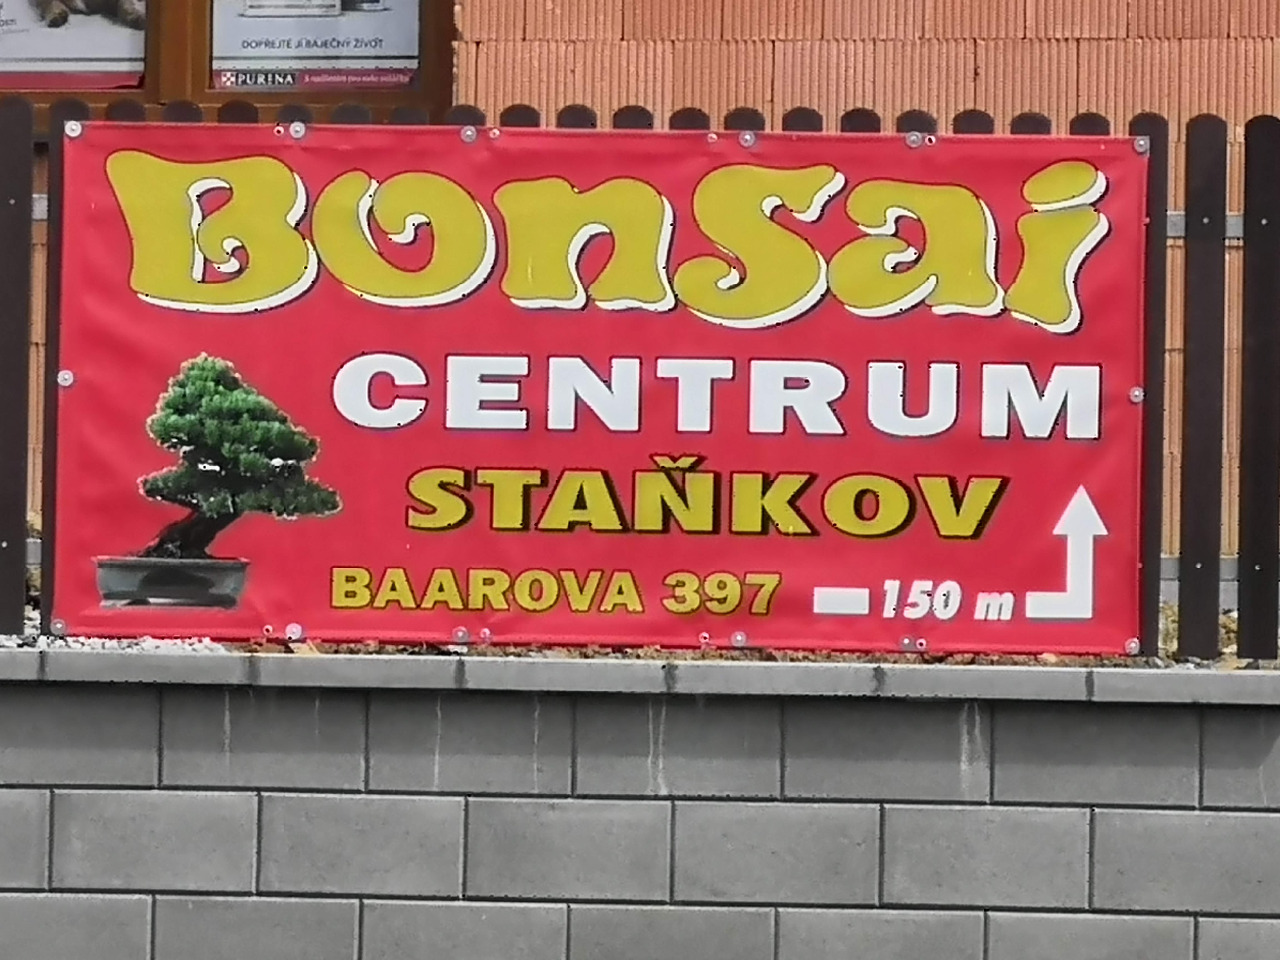 DOPŘEJTE JÍ BÁJEČNÝ ŽIVOT
PURINA
Bonsai
CENTRUM
STAŇKOV
BAAROVA 397
150 m